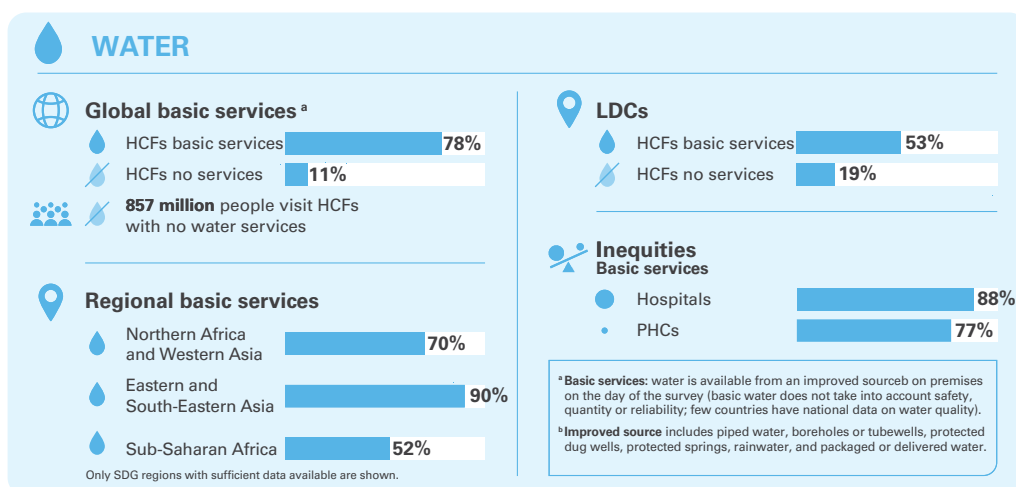 WATER
Global basic services a
HCFs basic services 78%
HCFs no services 11%
857 million people visit HCFs
with no water services
Regional basic services
Northern Africa
and Western Asia 70%
Eastern and
South-Eastern Asia 90%
Sub-Saharan Africa 52%
Only SDG regions with sufficient data available are shown.
LDCs
HCFs basic services 53%
HCFs no services 19%
Inequities
Basic services
Hospitals 88%
PHCs 77%
a Basic services: water is available from an improved sourceb on premises
on the day of the survey (basic water does not take into account safety,
quantity or reliability; few countries have national data on water quality).
b Improved source includes piped water, boreholes or tubewells, protected
dug wells, protected springs, rainwater, and packaged or delivered water.